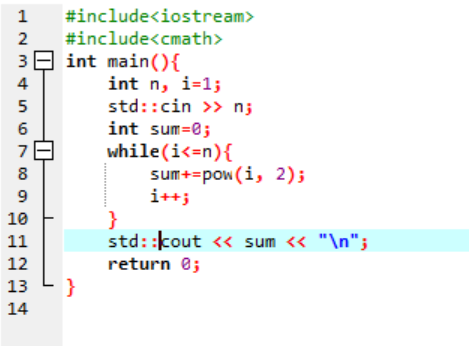 1 #include<iostream>
2 #include<cmath>
3 int main(){
4 int n, i=1;
5 std::cin >> n;
6 int sum=0;
7 while(i<=n){
8 sum+=pow(i, 2);
9 i++;
10 }
11 std::cout << sum << "\n";
12 return 0;
13 }
14